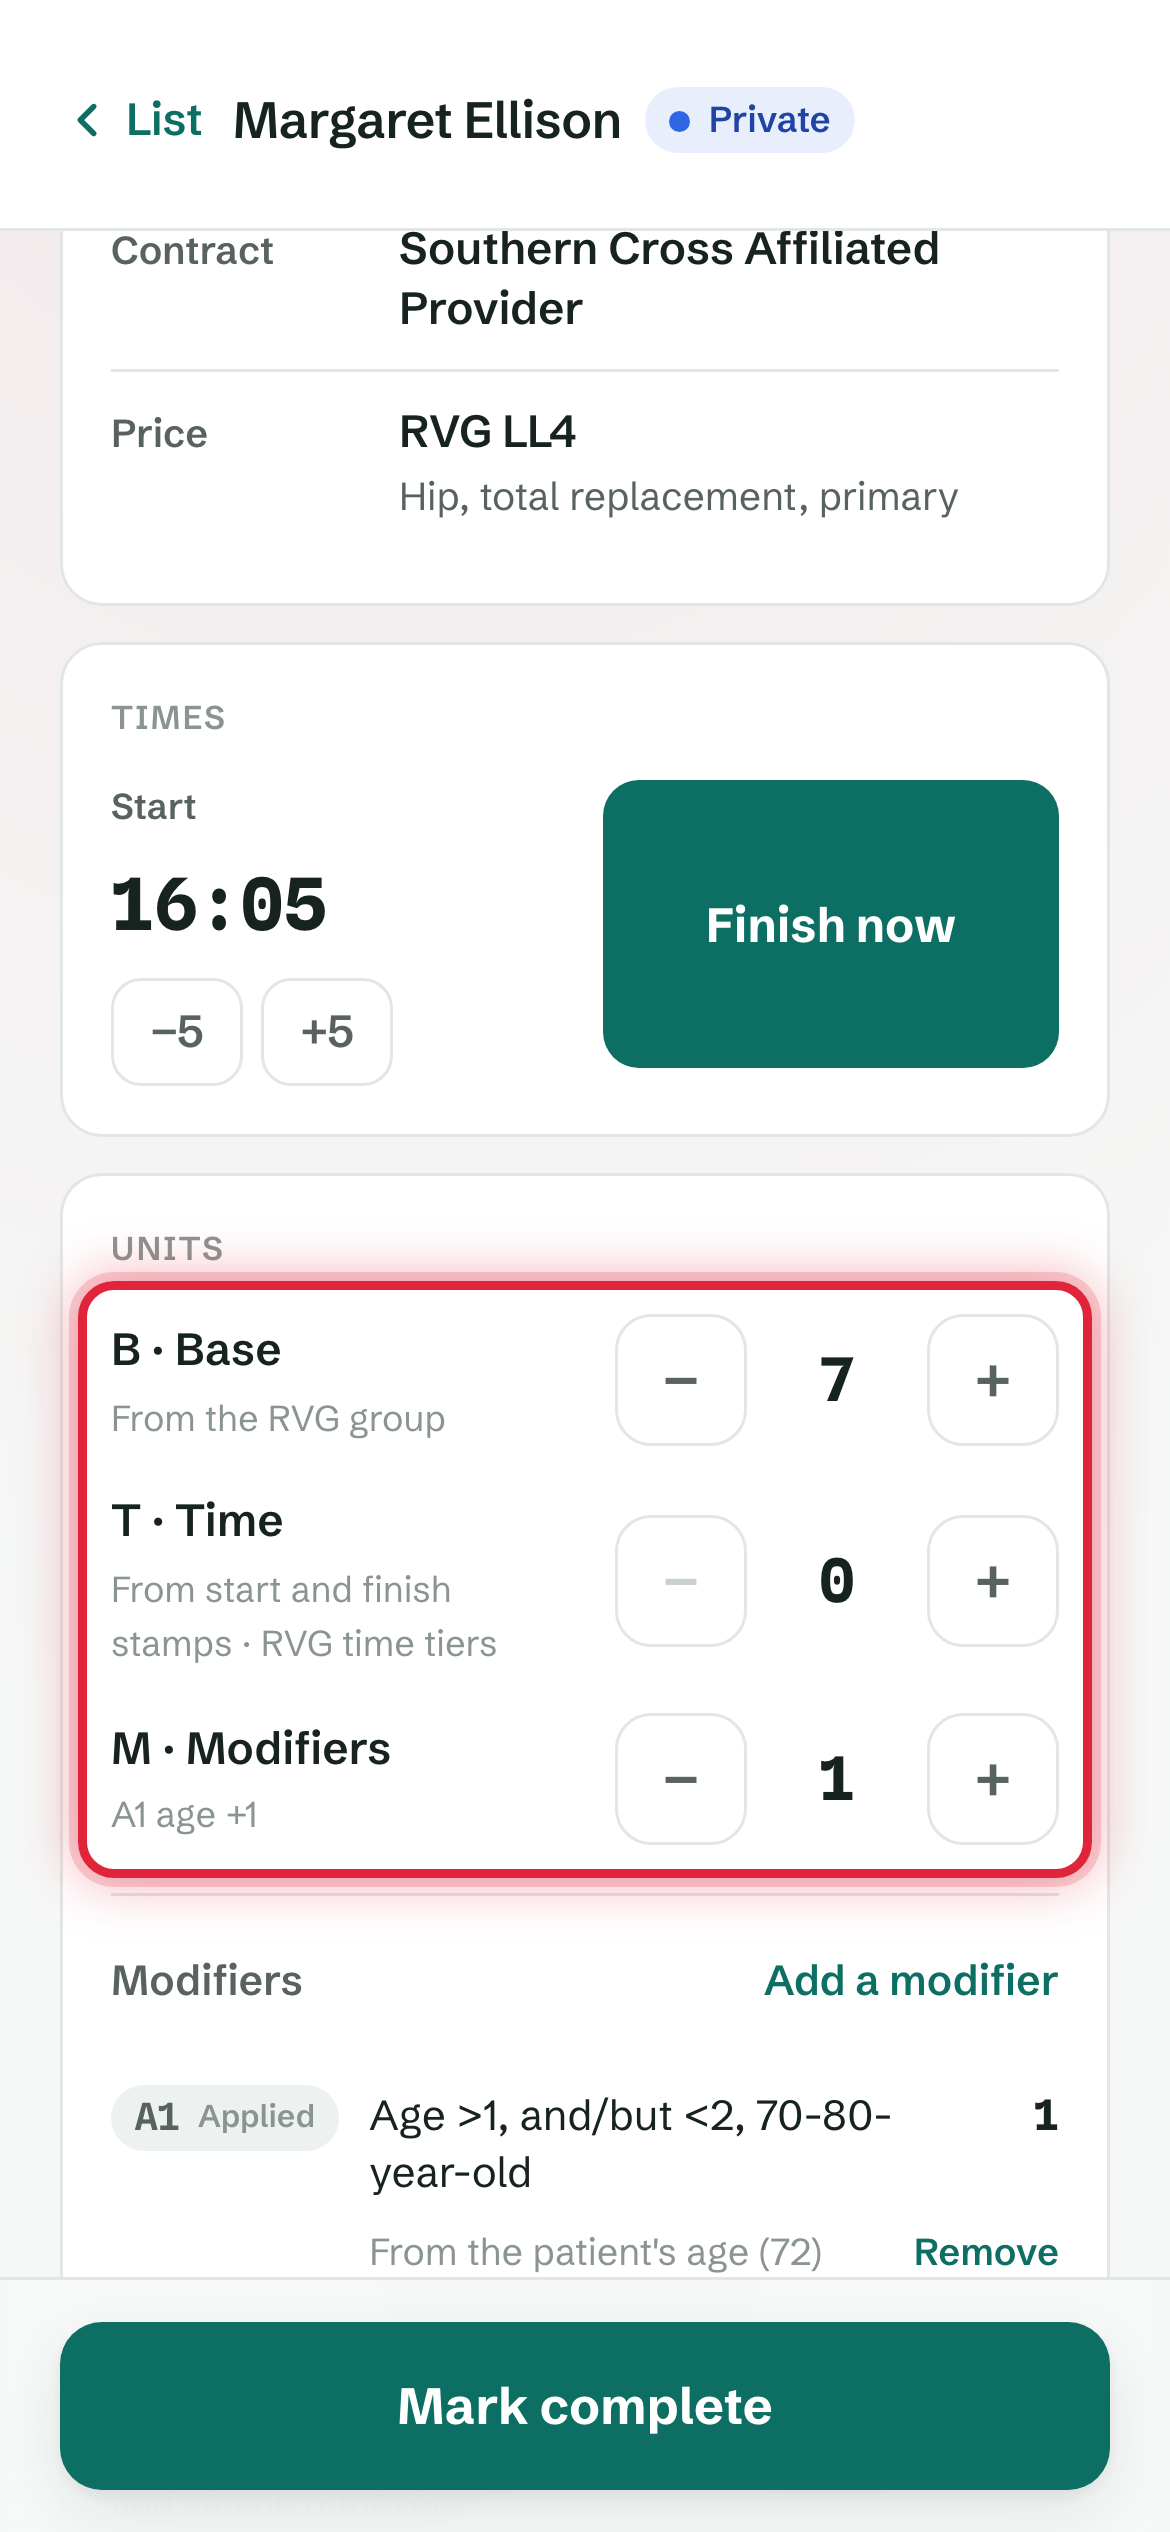 List Margaret Ellison Private
Contract Southern Cross Affiliated
Provider
Price RVG LL4
Hip, total replacement, primary
TIMES
Start
16:05
Finish now
−5 +5
UNITS
B · Base
From the RVG group
− 7 +
T · Time
From start and finish
stamps · RVG time tiers
− 0 +
M · Modifiers
A1 age +1
− 1 +
Modifiers Add a modifier
A1 Applied Age >1, and/but <2, 70-80- 1
year-old
From the patient's age (72) Remove
Mark complete